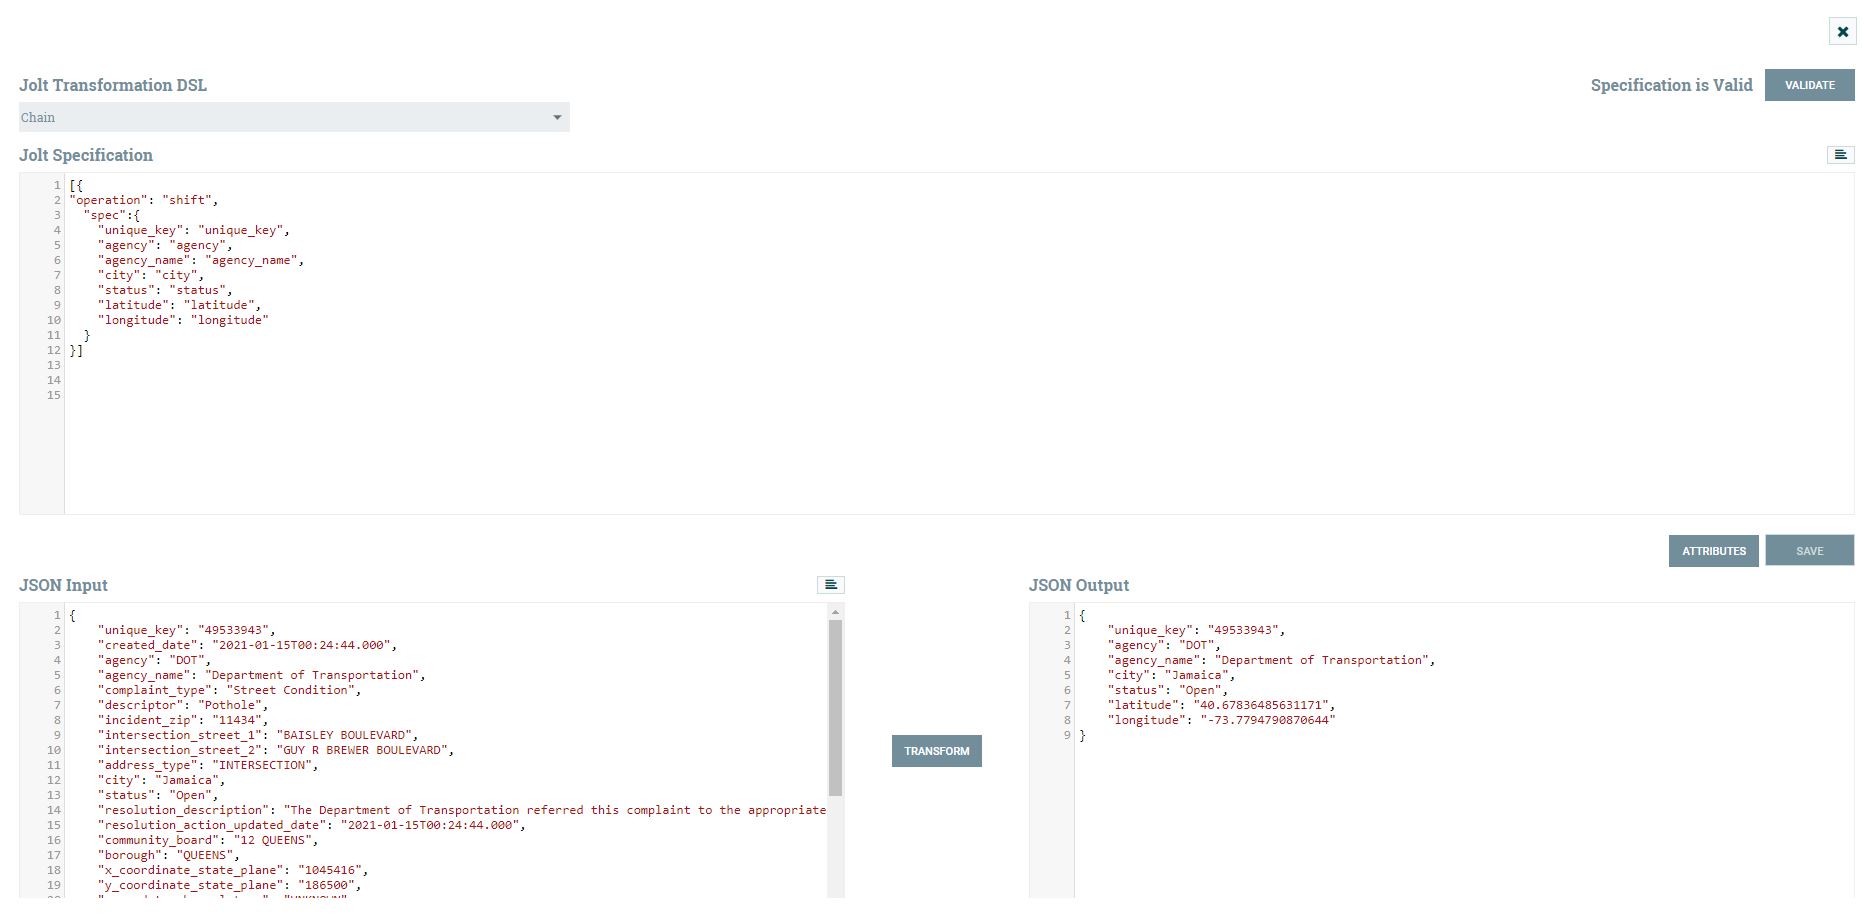 Jolt Transformation DSL
Specification is Valid
VALIDATE
Chain
Jolt Specification
1 [{
2 "operation": "shift",
3 "spec":{
4 "unique_key": "unique_key",
5 "agency": "agency",
6 "agency_name": "agency_name",
7 "city": "city",
8 "status": "status",
9 "latitude": "latitude",
10 "longitude": "longitude"
11 }
12 }]
13
14
15
ATTRIBUTES
SAVE
JSON Input
1 {
2 "unique_key": "49533943",
3 "created_date": "2021-01-15T00:24:44.000",
4 "agency": "DOT",
5 "agency_name": "Department of Transportation",
6 "complaint_type": "Street Condition",
7 "descriptor": "Pothole",
8 "incident_zip": "11434",
9 "intersection_street_1": "BAISLEY BOULEVARD",
10 "intersection_street_2": "GUY R BREWER BOULEVARD",
11 "address_type": "INTERSECTION",
12 "city": "Jamaica",
13 "status": "Open",
14 "resolution_description": "The Department of Transportation referred this complaint to the appropriate
15 "resolution_action_updated_date": "2021-01-15T00:24:44.000",
16 "community_board": "12 QUEENS",
17 "borough": "QUEENS",
18 "x_coordinate_state_plane": "1045416",
19 "y_coordinate_state_plane": "186500",
TRANSFORM
JSON Output
1 {
2 "unique_key": "49533943",
3 "agency": "DOT",
4 "agency_name": "Department of Transportation",
5 "city": "Jamaica",
6 "status": "Open",
7 "latitude": "40.67836485631171",
8 "longitude": "-73.7794790870644"
9 }